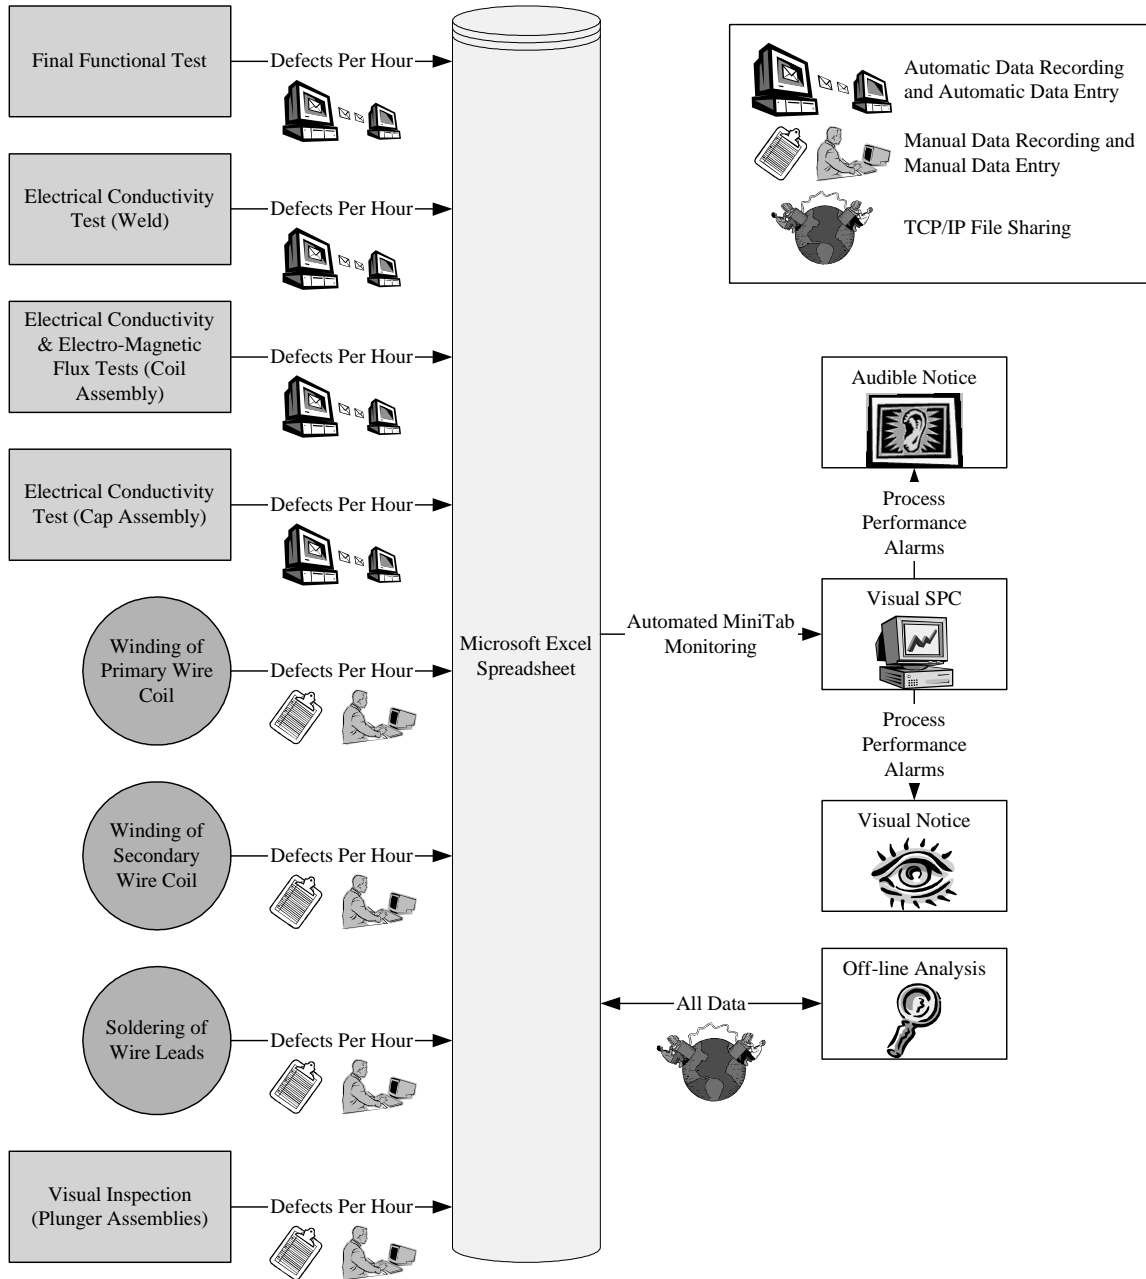 Final Functional Test
Defects Per Hour
Electrical Conductivity
Test (Weld)
Defects Per Hour
Electrical Conductivity
& Electro-Magnetic
Flux Tests (Coil
Assembly)
Defects Per Hour
Electrical Conductivity
Test (Cap Assembly)
Defects Per Hour
Winding of
Primary Wire
Coil
Defects Per Hour
Winding of
Secondary
Wire Coil
Defects Per Hour
Soldering of
Wire Leads
Defects Per Hour
Visual Inspection
(Plunger Assemblies)
Defects Per Hour
Microsoft Excel
Spreadsheet
Automatic Data Recording
and Automatic Data Entry
Manual Data Recording and
Manual Data Entry
TCP/IP File Sharing
Audible Notice
Process
Performance
Alarms
Automated MiniTab
Monitoring
Visual SPC
Process
Performance
Alarms
Visual Notice
All Data
Off-line Analysis